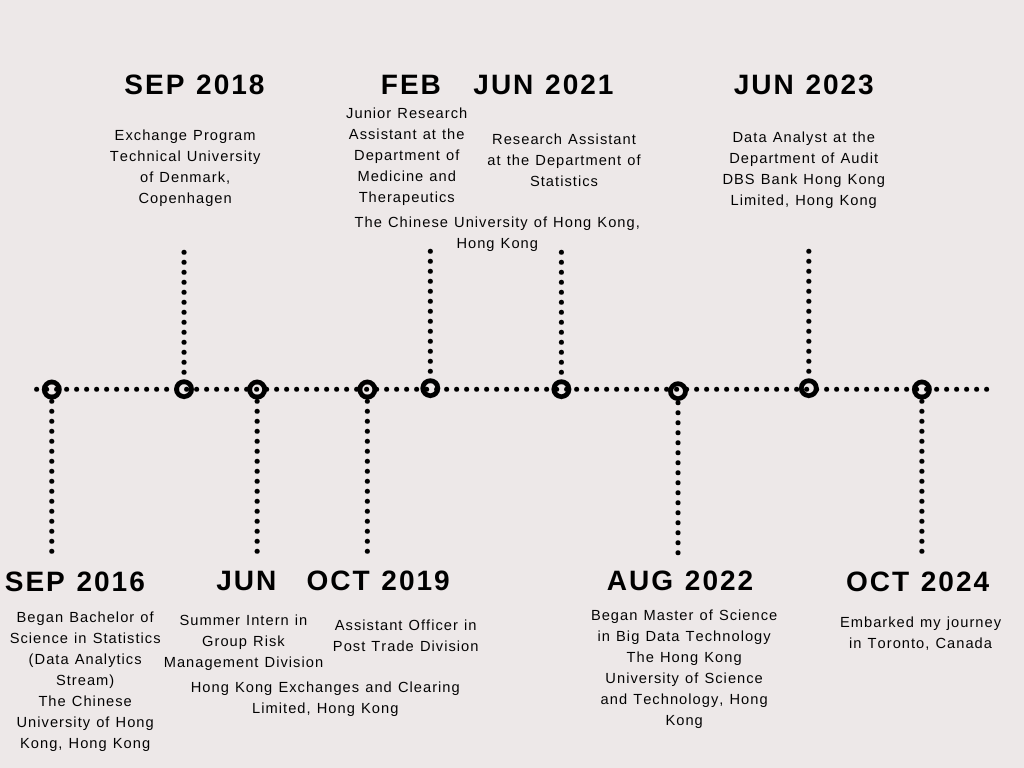 SEP 2018
Exchange Program
Technical University
of Denmark,
Copenhagen
FEB
Junior Research
Assistant at the
Department of
Medicine and
Therapeutics
JUN 2021
Research Assistant
at the Department of
Statistics
The Chinese University of Hong Kong,
Hong Kong
JUN 2023
Data Analyst at the
Department of Audit
DBS Bank Hong Kong
Limited, Hong Kong
SEP 2016
Began Bachelor of
Science in Statistics
(Data Analytics
Stream)
The Chinese
University of Hong
Kong, Hong Kong
JUN
Summer Intern in
Group Risk
Management Division
OCT 2019
Assistant Officer in
Post Trade Division
Hong Kong Exchanges and Clearing
Limited, Hong Kong
AUG 2022
Began Master of Science
in Big Data Technology
The Hong Kong
University of Science
and Technology, Hong
Kong
OCT 2024
Embarked my journey
in Toronto, Canada